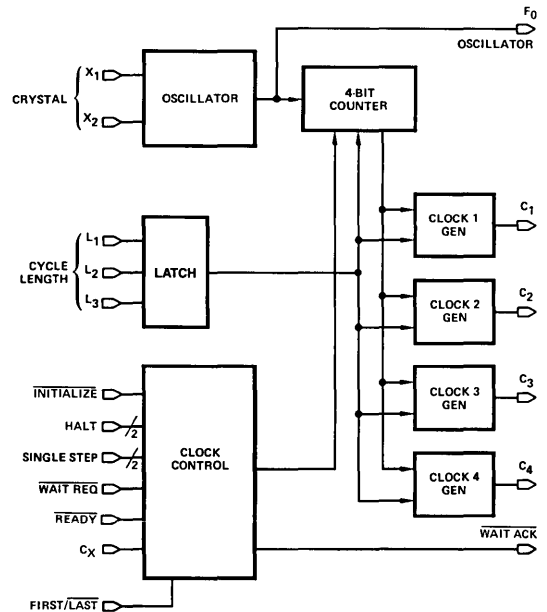 F0
OSCILLATOR
X1
CRYSTAL
X2
OSCILLATOR
4-BIT
COUNTER
L1
CYCLE
LENGTH
L2
L3
LATCH
CLOCK 1
GEN
C1
CLOCK 2
GEN
C2
CLOCK 3
GEN
C3
CLOCK 4
GEN
C4
INITIALIZE
HALT
2
SINGLE STEP
2
WAIT REQ
READY
CX
FIRST/LAST
CLOCK
CONTROL
WAIT ACK